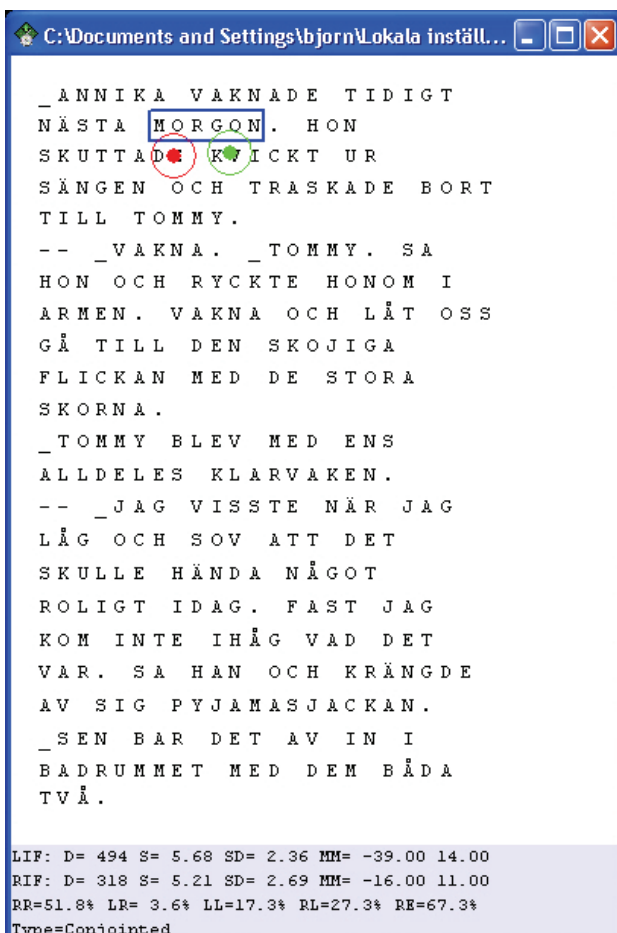 C:\Documents and Settings\bjorn\Lokala inställ...
_ANNIKA VAKNADE TIDIGT
NÄSTA MORGON. HON
SKUTTADE KVICKT UR
SÄNGEN OCH TRASKADE BORT
TILL TOMMY.
-- _VAKNA. _TOMMY. SA
HON OCH RYCKTE HONOM I
ARMEN. VAKNA OCH LÅT OSS
GÅ TILL DEN SKOJIGA
FLICKAN MED DE STORA
SKORNA.
_TOMMY BLEV MED ENS
ALLDELES KLARVAKEN.
-- _JAG VISSTE NÄR JAG
LÅG OCH SOV ATT DET
SKULLE HÄNDA NÅGOT
ROLIGT IDAG. FAST JAG
KOM INTE IHÅG VAD DET
VAR. SA HAN OCH KRÄNGDE
AV SIG PYJAMASJACKAN.
_SEN BAR DET AV IN I
BADRUMMET MED DEM BÅDA
TVÅ.
LIF: D= 494 S= 5.68 SD= 2.36 MM= -39.00 14.00
RIF: D= 318 S= 5.21 SD= 2.69 MM= -16.00 11.00
RR=51.8% LR= 3.6% LL=17.3% RL=27.3% RE=67.3%
Type=Conjointed